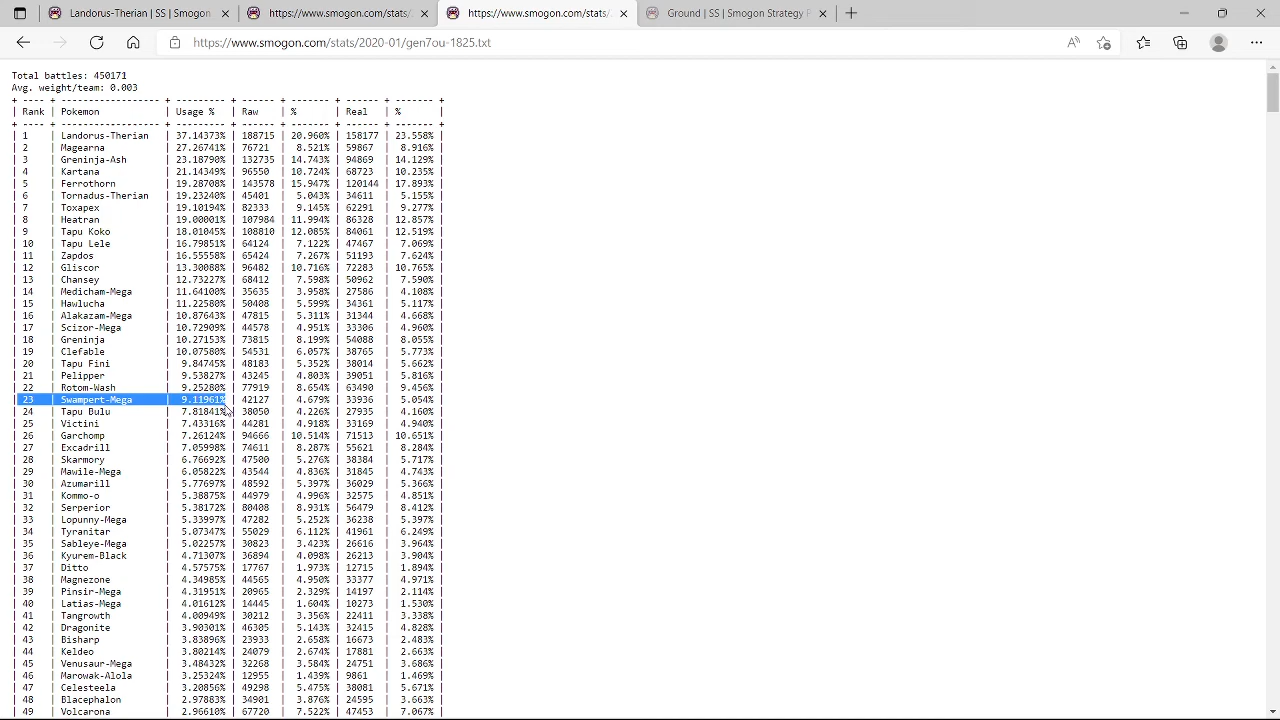 Landorus-Therian | SS | Smogon
https://www.smogon.com/stats/
https://www.smogon.com/stats/
Ground | SS | Smogon Strategy P
https://www.smogon.com/stats/2020-01/gen7ou-1825.txt
Total battles: 450171
Avg. weight/team: 0.003
+ ---- + ------------------ + --------- + ------ + ------- + ------ + ------- +
| Rank | Pokemon | Usage % | Raw | % | Real | % |
+ ---- + ------------------ + --------- + ------ + ------- + ------ + ------- +
| 1 | Landorus-Therian | 37.14373% | 188715 | 20.960% | 158177 | 23.558% |
| 2 | Magearna | 27.26741% | 76721 | 8.521% | 59867 | 8.916% |
| 3 | Greninja-Ash | 23.18790% | 132735 | 14.743% | 94869 | 14.129% |
| 4 | Kartana | 21.14349% | 96550 | 10.724% | 68723 | 10.235% |
| 5 | Ferrothorn | 19.28708% | 143578 | 15.947% | 120144 | 17.893% |
| 6 | Tornadus-Therian | 19.23240% | 45401 | 5.043% | 34611 | 5.155% |
| 7 | Toxapex | 19.10194% | 82333 | 9.145% | 62291 | 9.277% |
| 8 | Heatran | 19.00001% | 107984 | 11.994% | 86328 | 12.857% |
| 9 | Tapu Koko | 18.01045% | 108810 | 12.085% | 84061 | 12.519% |
| 10 | Tapu Lele | 16.79851% | 64124 | 7.122% | 47467 | 7.069% |
| 11 | Zapdos | 16.55558% | 65424 | 7.267% | 51193 | 7.624% |
| 12 | Gliscor | 13.30088% | 96482 | 10.716% | 72283 | 10.765% |
| 13 | Chansey | 12.73227% | 68412 | 7.598% | 50962 | 7.590% |
| 14 | Medicham-Mega | 11.64108% | 35635 | 3.958% | 27586 | 4.108% |
| 15 | Hawlucha | 11.22580% | 50408 | 5.599% | 34361 | 5.117% |
| 16 | Alakazam-Mega | 10.87643% | 47815 | 5.311% | 31344 | 4.668% |
| 17 | Scizor-Mega | 10.72909% | 44578 | 4.951% | 33306 | 4.960% |
| 18 | Greninja | 10.27153% | 73815 | 8.199% | 54088 | 8.055% |
| 19 | Clefable | 10.07580% | 54531 | 6.057% | 38765 | 5.773% |
| 20 | Tapu Fini | 9.84745% | 48183 | 5.352% | 38014 | 5.662% |
| 21 | Pelipper | 9.53827% | 43245 | 4.803% | 39051 | 5.816% |
| 22 | Rotom-Wash | 9.25280% | 77919 | 8.654% | 63490 | 9.456% |
| 23 | Swampert-Mega | 9.11961% | 42127 | 4.679% | 33936 | 5.054% |
| 24 | Tapu Bulu | 7.81841% | 38050 | 4.226% | 27935 | 4.160% |
| 25 | Victini | 7.43316% | 44281 | 4.918% | 33169 | 4.940% |
| 26 | Garchomp | 7.26124% | 94666 | 10.514% | 71513 | 10.651% |
| 27 | Excadrill | 7.05998% | 74611 | 8.287% | 55621 | 8.284% |
| 28 | Skarmory | 6.76692% | 47500 | 5.276% | 38384 | 5.717% |
| 29 | Mawile-Mega | 6.05822% | 43544 | 4.836% | 31845 | 4.743% |
| 30 | Azumarill | 5.77697% | 48592 | 5.397% | 36029 | 5.366% |
| 31 | Kommo-o | 5.38875% | 44979 | 4.996% | 32575 | 4.851% |
| 32 | Serperior | 5.38172% | 80408 | 8.931% | 56479 | 8.412% |
| 33 | Lopunny-Mega | 5.33997% | 47282 | 5.252% | 36238 | 5.397% |
| 34 | Tyranitar | 5.07347% | 55029 | 6.112% | 41961 | 6.249% |
| 35 | Sableye-Mega | 5.02257% | 30823 | 3.423% | 26616 | 3.964% |
| 36 | Kyurem-Black | 4.71307% | 36894 | 4.098% | 26213 | 3.904% |
| 37 | Ditto | 4.57575% | 17767 | 1.973% | 12715 | 1.894% |
| 38 | Magnezone | 4.34985% | 44565 | 4.950% | 33377 | 4.971% |
| 39 | Pinsir-Mega | 4.31951% | 20965 | 2.329% | 14197 | 2.114% |
| 40 | Latias-Mega | 4.01612% | 14445 | 1.604% | 10273 | 1.530% |
| 41 | Tangrowth | 4.00949% | 30212 | 3.356% | 22411 | 3.338% |
| 42 | Dragonite | 3.90301% | 46305 | 5.143% | 32415 | 4.828% |
| 43 | Bisharp | 3.83896% | 23933 | 2.658% | 16673 | 2.483% |
| 44 | Keldeo | 3.80214% | 24079 | 2.674% | 17881 | 2.663% |
| 45 | Venusaur-Mega | 3.48432% | 32268 | 3.584% | 24751 | 3.686% |
| 46 | Marowak-Alola | 3.25324% | 12955 | 1.439% | 9861 | 1.469% |
| 47 | Celesteela | 3.20856% | 49298 | 5.475% | 38081 | 5.671% |
| 48 | Blacephalon | 2.97883% | 34901 | 3.876% | 24595 | 3.663% |
| 49 | Volcarona | 2.96610% | 67720 | 7.522% | 47453 | 7.067% |